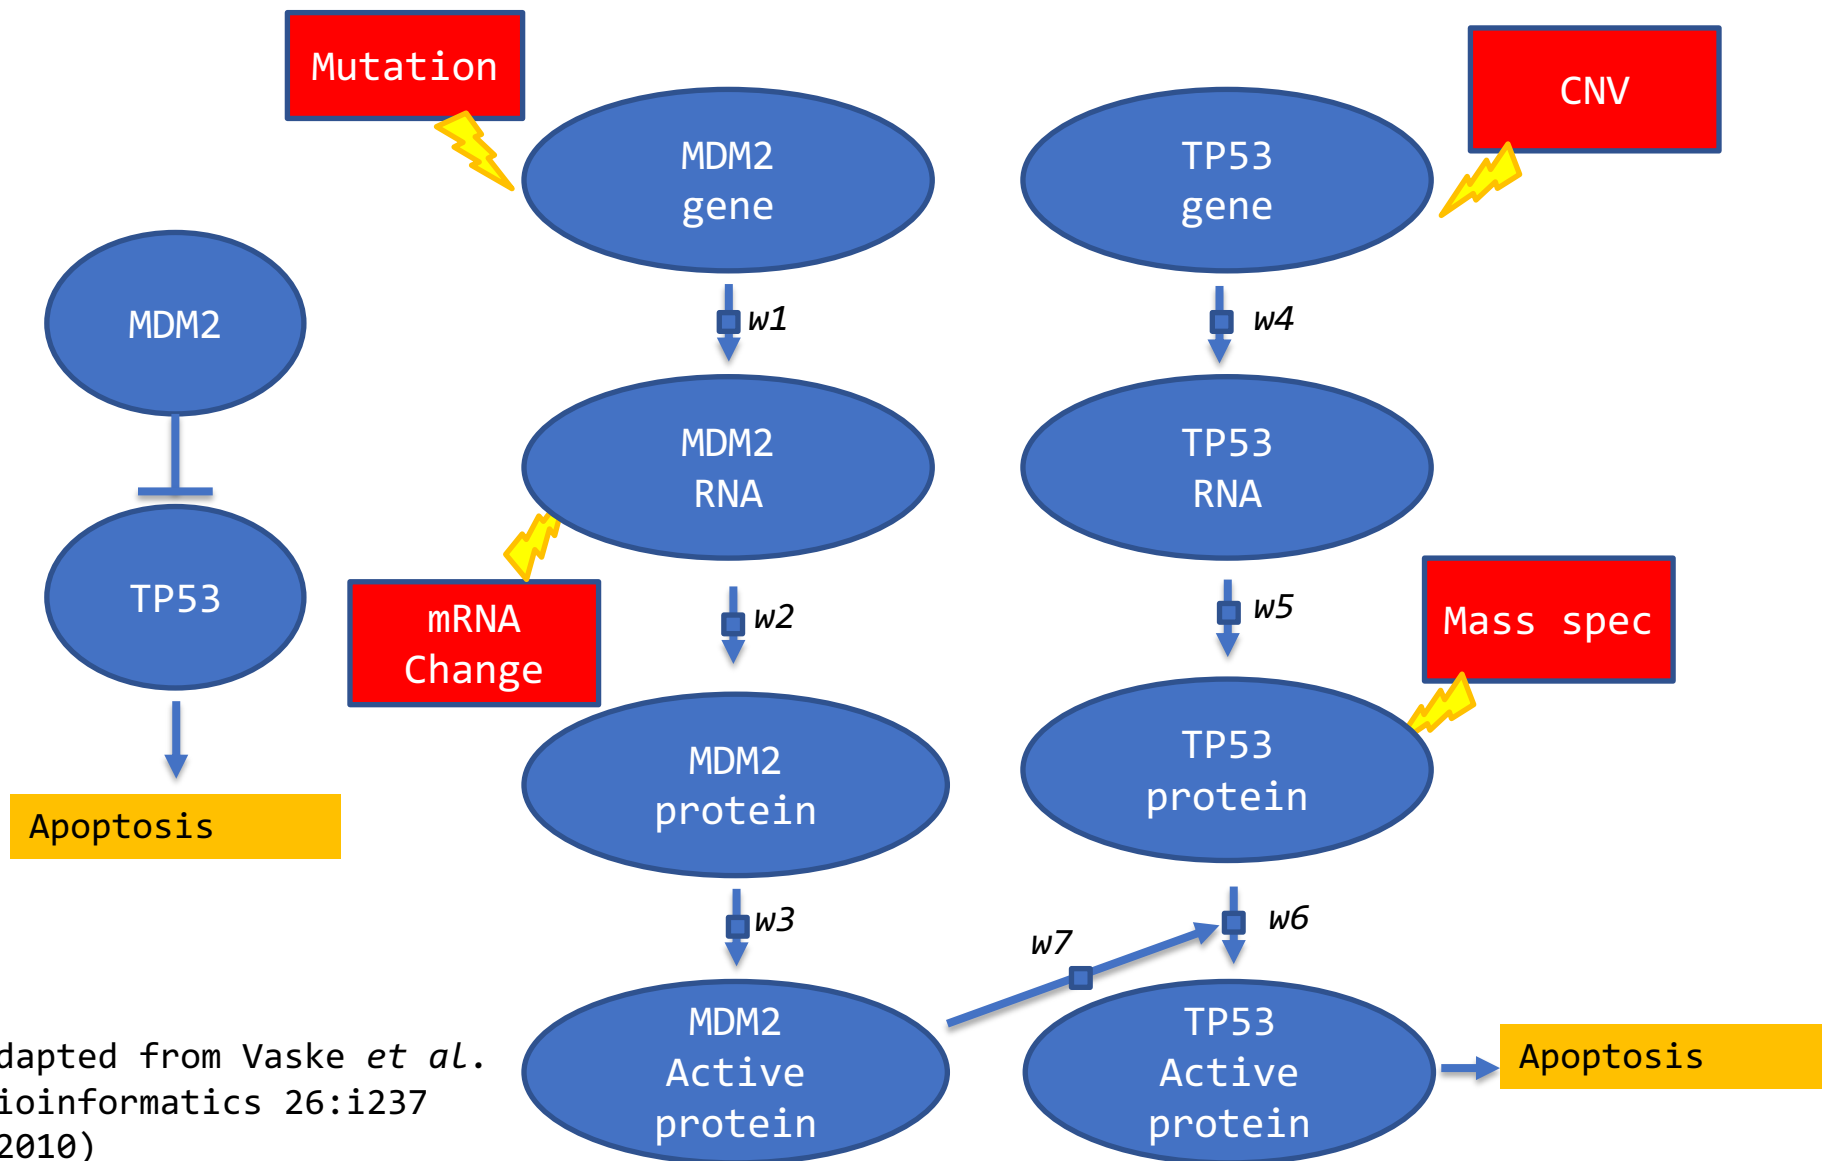 Mutation
CNV
MDM2
gene
TP53
gene
MDM2
w1
w4
MDM2
RNA
TP53
RNA
TP53
mRNA
Change
w2
w5
Mass spec
MDM2
protein
TP53
protein
Apoptosis
w3
w7
w6
MDM2
Active
protein
TP53
Active
protein
Apoptosis
dapted from Vaske et al.
ioinformatics 26:i237
2010)